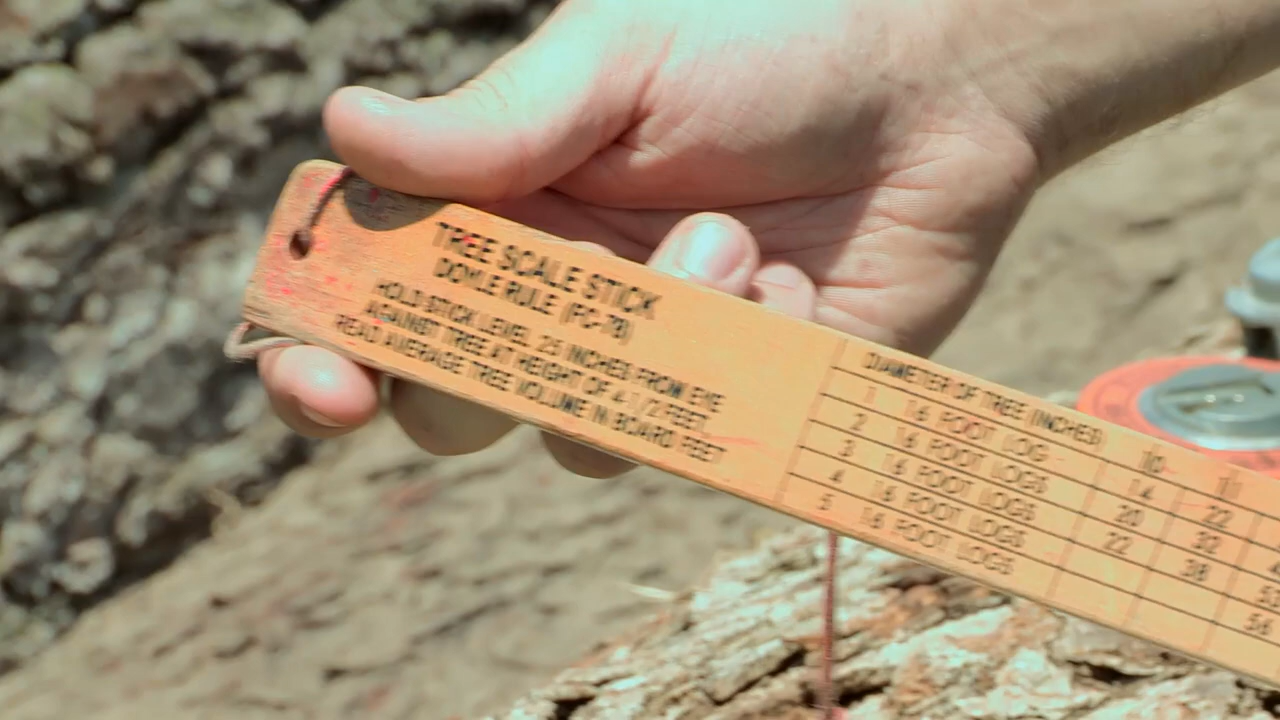 TREE SCALE STICK
DOYLE RULE (FC-78)
HOLD STICK LEVEL 25 INCHES FROM EYE
AGAINST TREE AT HEIGHT OF 4 1/2 FEET.
READ AVERAGE TREE VOLUME IN BOARD FEET
DIAMETER OF TREE (INCHES) 10 11
1 16 FOOT LOG 14 22
2 16 FOOT LOGS 20 32
3 16 FOOT LOGS 22 38
4 16 FOOT LOGS
5 16 FOOT LOGS 56